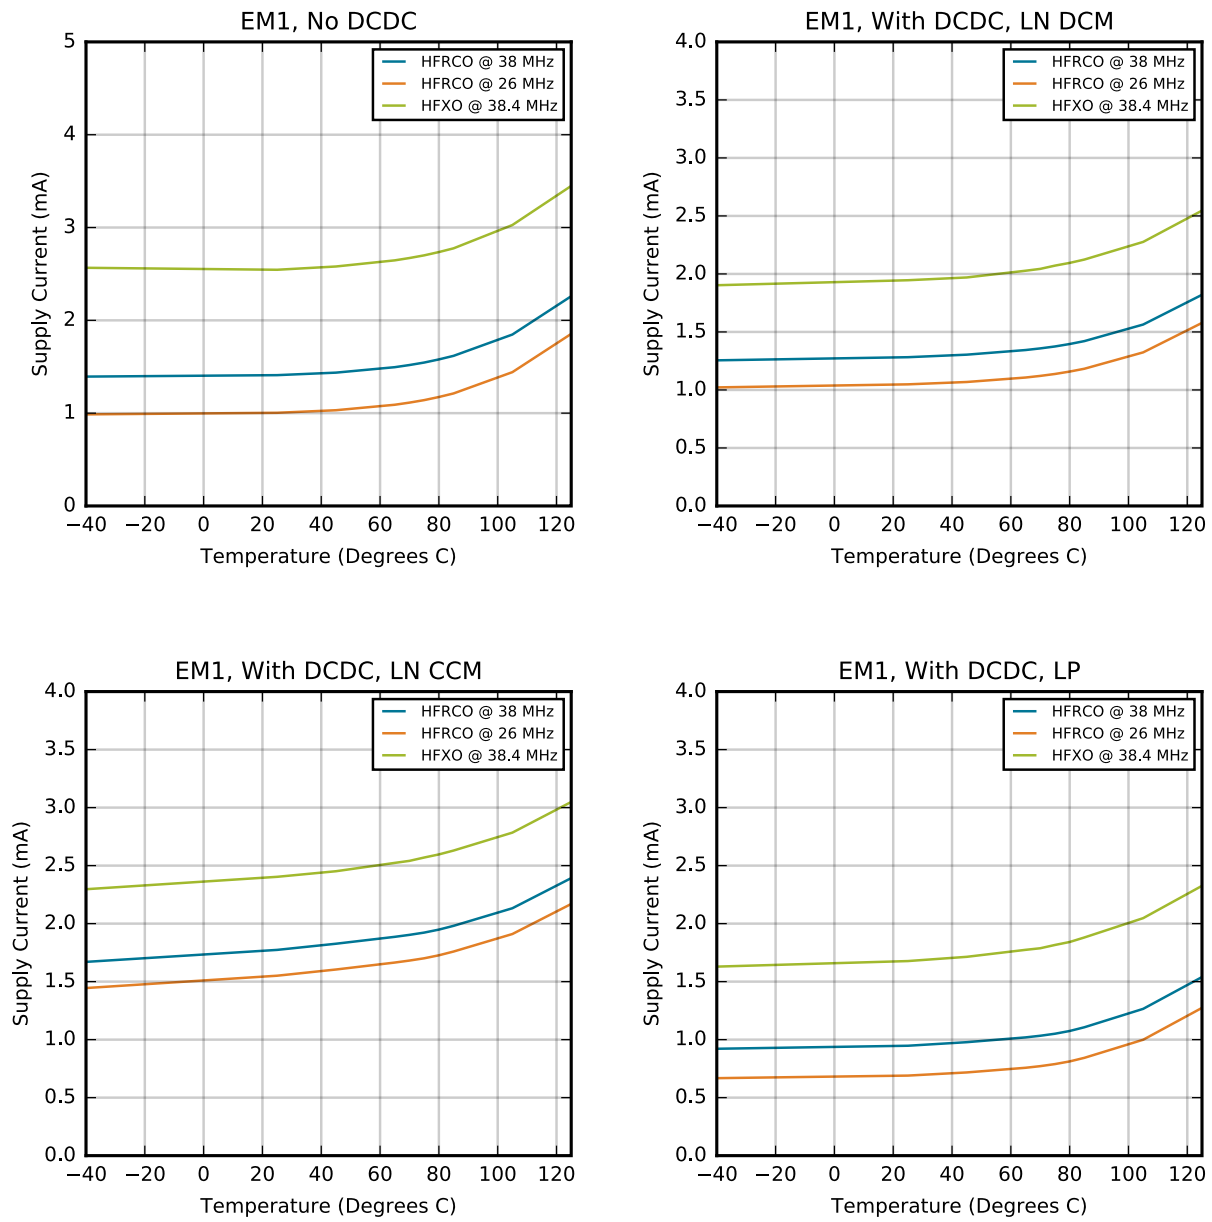 EM1, No DCDC
5
4
3
2
1
0
Supply Current (mA)
HFRCO @ 38 MHz
HFRCO @ 26 MHz
HFXO @ 38.4 MHz
−40 −20 0 20 40 60 80 100 120
Temperature (Degrees C)
EM1, With DCDC, LN DCM
4.0
3.5
3.0
2.5
2.0
1.5
1.0
0.5
0.0
Supply Current (mA)
HFRCO @ 38 MHz
HFRCO @ 26 MHz
HFXO @ 38.4 MHz
−40 −20 0 20 40 60 80 100 120
Temperature (Degrees C)
EM1, With DCDC, LN CCM
4.0
3.5
3.0
2.5
2.0
1.5
1.0
0.5
0.0
Supply Current (mA)
HFRCO @ 38 MHz
HFRCO @ 26 MHz
HFXO @ 38.4 MHz
−40 −20 0 20 40 60 80 100 120
Temperature (Degrees C)
EM1, With DCDC, LP
4.0
3.5
3.0
2.5
2.0
1.5
1.0
0.5
0.0
Supply Current (mA)
HFRCO @ 38 MHz
HFRCO @ 26 MHz
HFXO @ 38.4 MHz
−40 −20 0 20 40 60 80 100 120
Temperature (Degrees C)